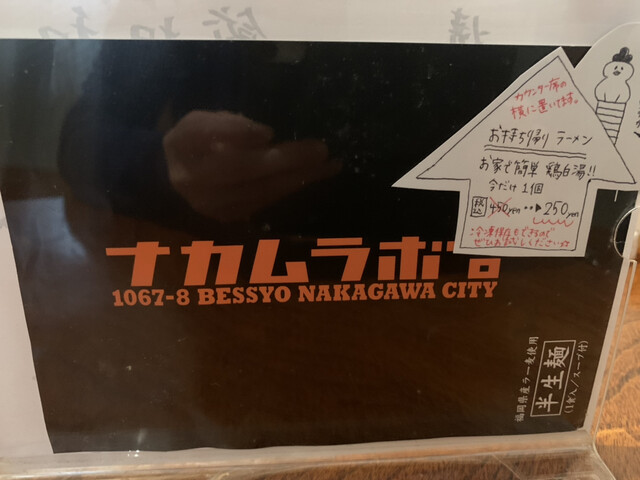 カウンター席の
横に置いてます。
お持ち帰り ラーメン
お家で簡単 鶏白湯!!
今だけ 1個
税込 450yen…▶250yen
冷凍保存もできるので
ぜひお試しください☆
ナカムラボ
1067-8 BESSYO NAKAGAWA CITY
福岡県産ラー麦使用
半生麺
(1食入/スープ付)